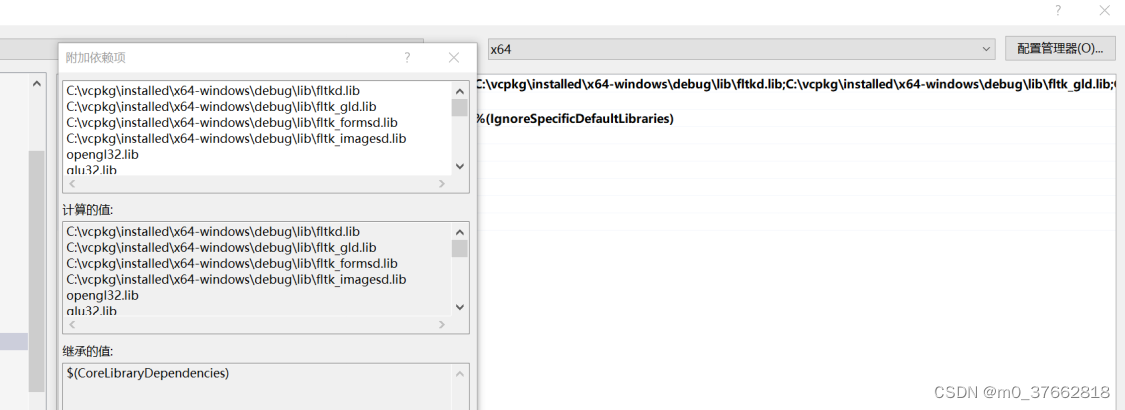 x64
配置管理器(O)...
附加依赖项
C:\vcpkg\installed\x64-windows\debug\lib\fltkd.lib
C:\vcpkg\installed\x64-windows\debug\lib\fltk_gld.lib
C:\vcpkg\installed\x64-windows\debug\lib\fltk_formsd.lib
C:\vcpkg\installed\x64-windows\debug\lib\fltk_imagesd.lib
opengl32.lib
glu32.lib
计算的值:
C:\vcpkg\installed\x64-windows\debug\lib\fltkd.lib
C:\vcpkg\installed\x64-windows\debug\lib\fltk_gld.lib
C:\vcpkg\installed\x64-windows\debug\lib\fltk_formsd.lib
C:\vcpkg\installed\x64-windows\debug\lib\fltk_imagesd.lib
opengl32.lib
glu32.lib
继承的值:
$(CoreLibraryDependencies)
C:\vcpkg\installed\x64-windows\debug\lib\fltkd.lib;C:\vcpkg\installed\x64-windows\debug\lib\fltk_gld.lib;
%(IgnoreSpecificDefaultLibraries)
CSDN @m0_37662818